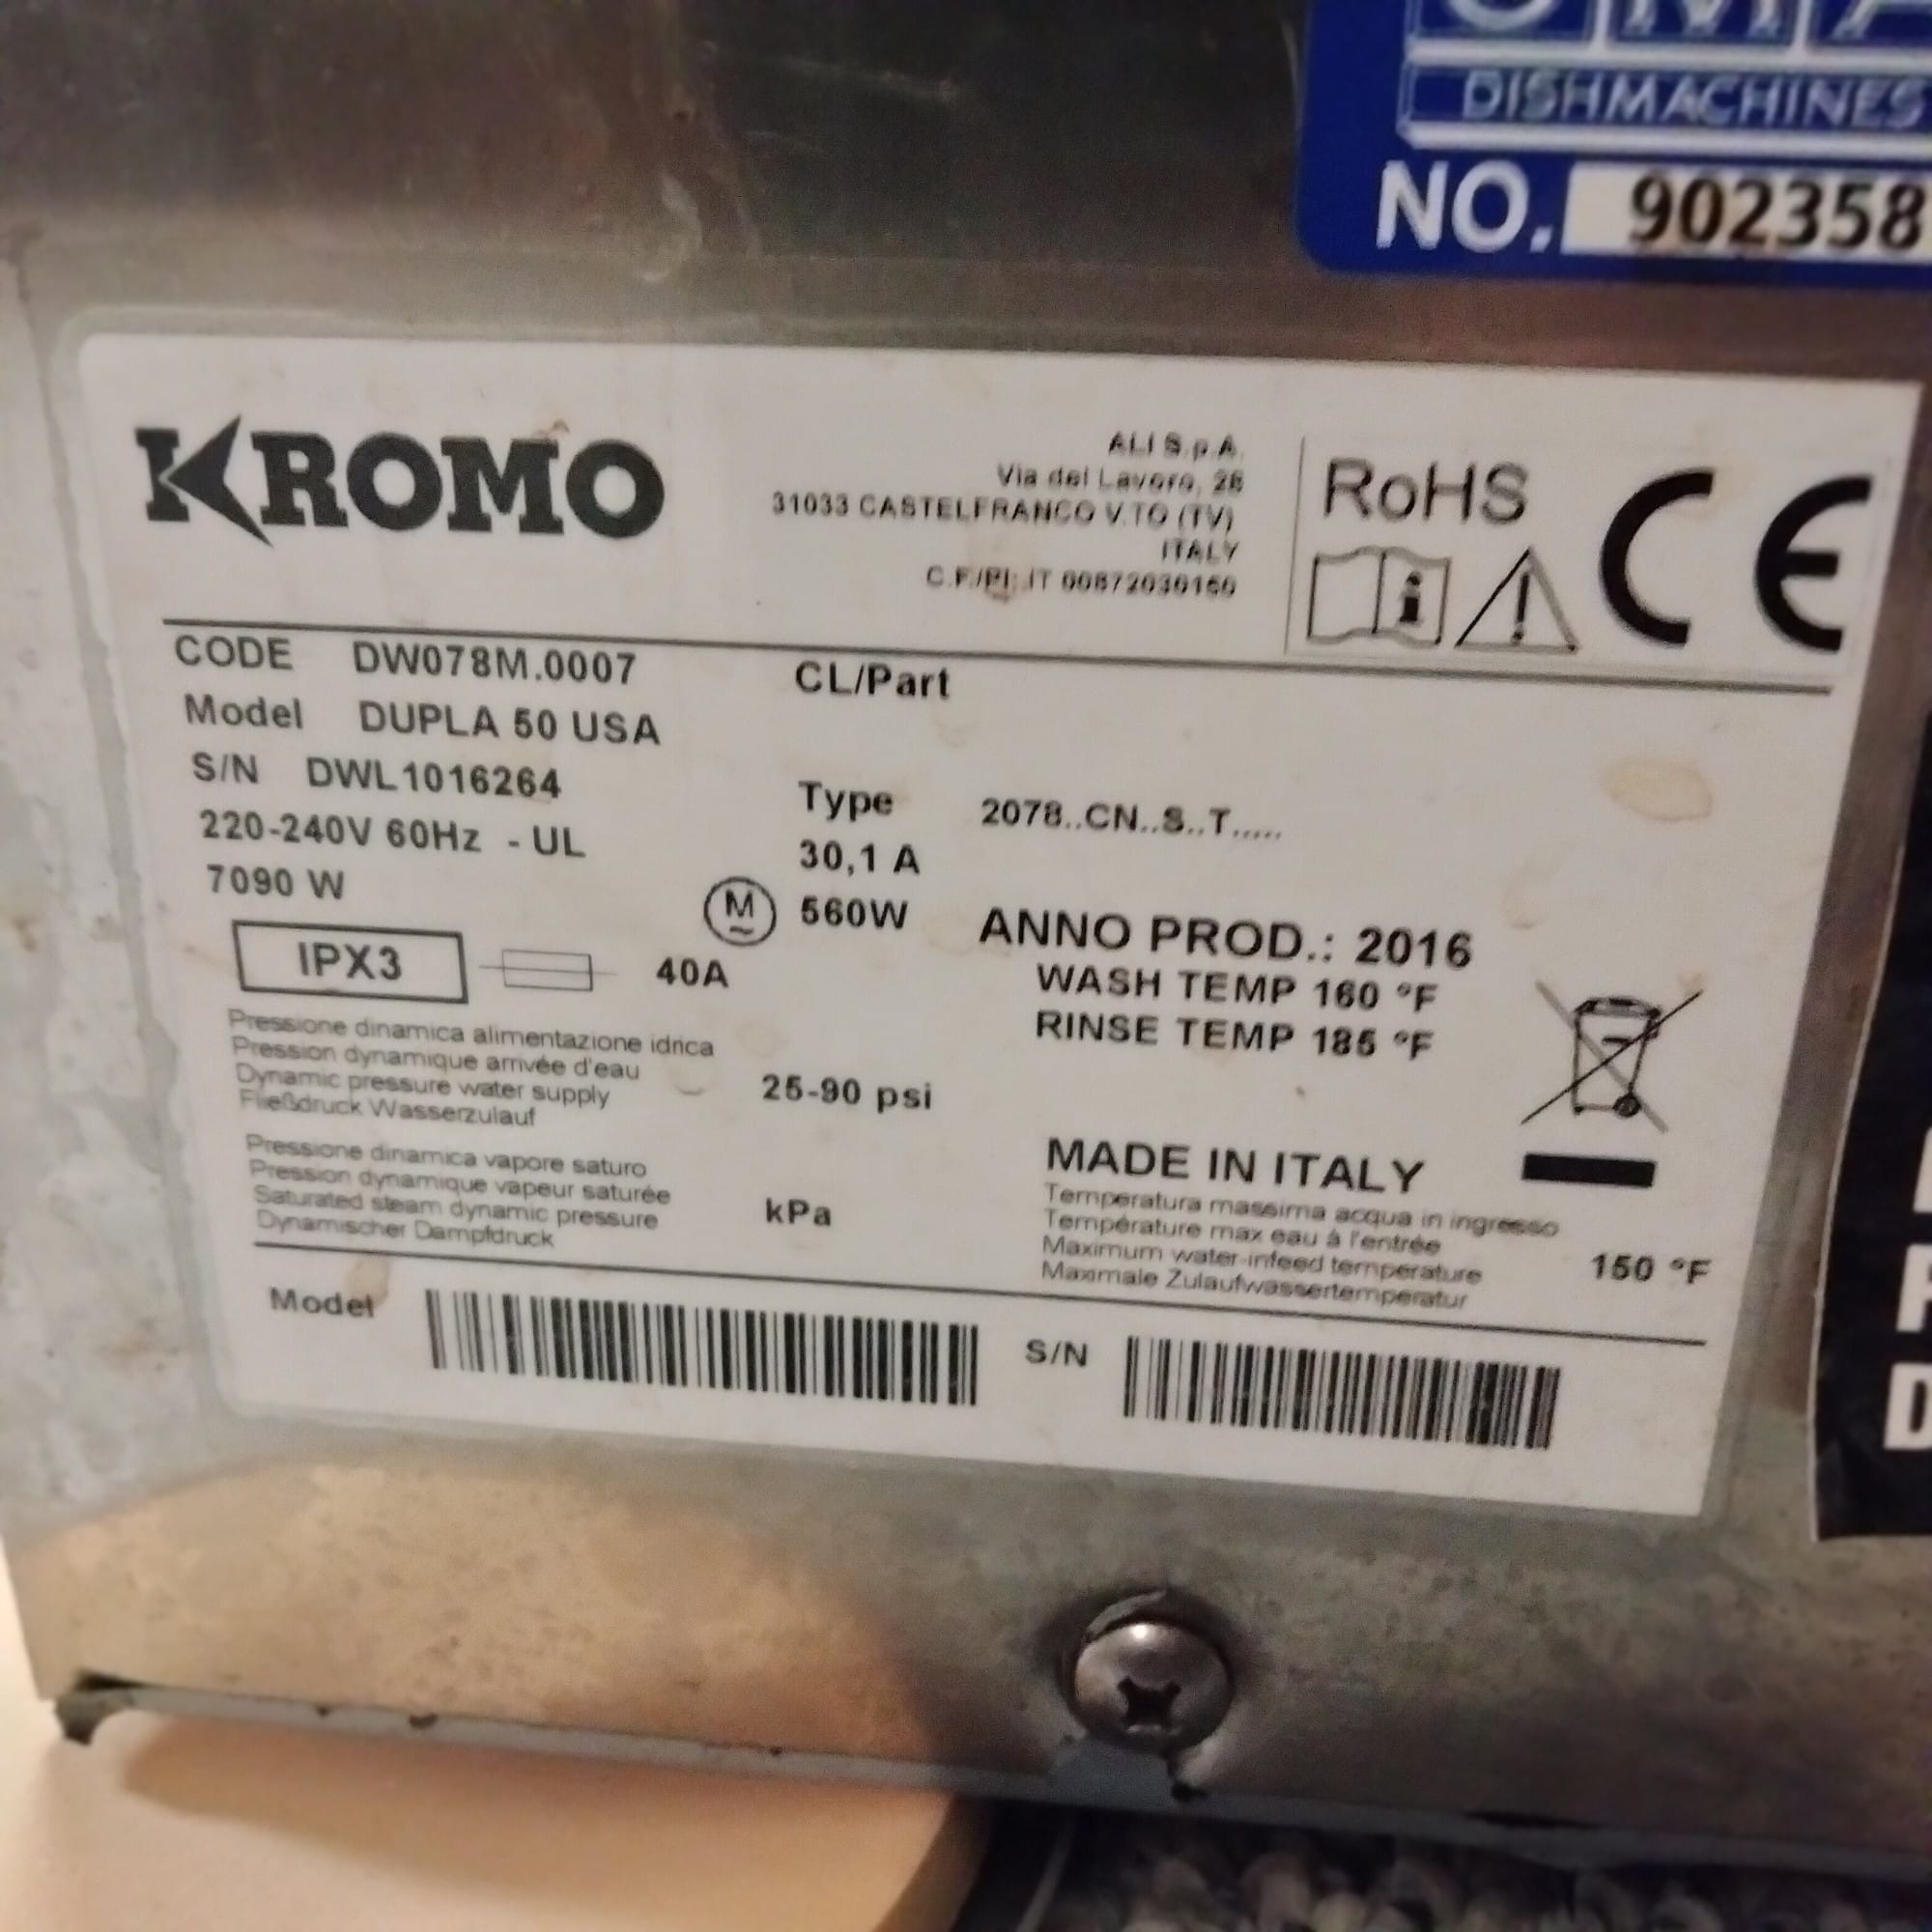 DISHMACHINES
NO. 902358
KROMO
ALI S.p.A.
Via del Lavoro, 28
31033 CASTELFRANCO V.TO (TV)
ITALY
C.F./PI: IT 00872030150
RoHS
CE
CODE DW078M.0007
CL/Part
Model DUPLA 50 USA
S/N DWL1016264
Type 2078..CN..S..T.....
220-240V 60Hz - UL
30,1 A
7090 W
M 560W
ANNO PROD.: 2016
IPX3
40A
WASH TEMP 160 °F
RINSE TEMP 185 °F
Pressione dinamica alimentazione idrica
Pression dynamique arrivée d'eau
Dynamic pressure water supply
Fließdruck Wasserzulauf
25-90 psi
Pressione dinamica vapore saturo
Pression dynamique vapeur saturée
Saturated steam dynamic pressure
Dynamischer Dampfdruck
kPa
MADE IN ITALY
Temperatura massima acqua in ingresso
Température max eau à l'entrée
Maximum water-infeed temperature
Maximale Zulaufwassertemperatur
150 °F
Model
S/N